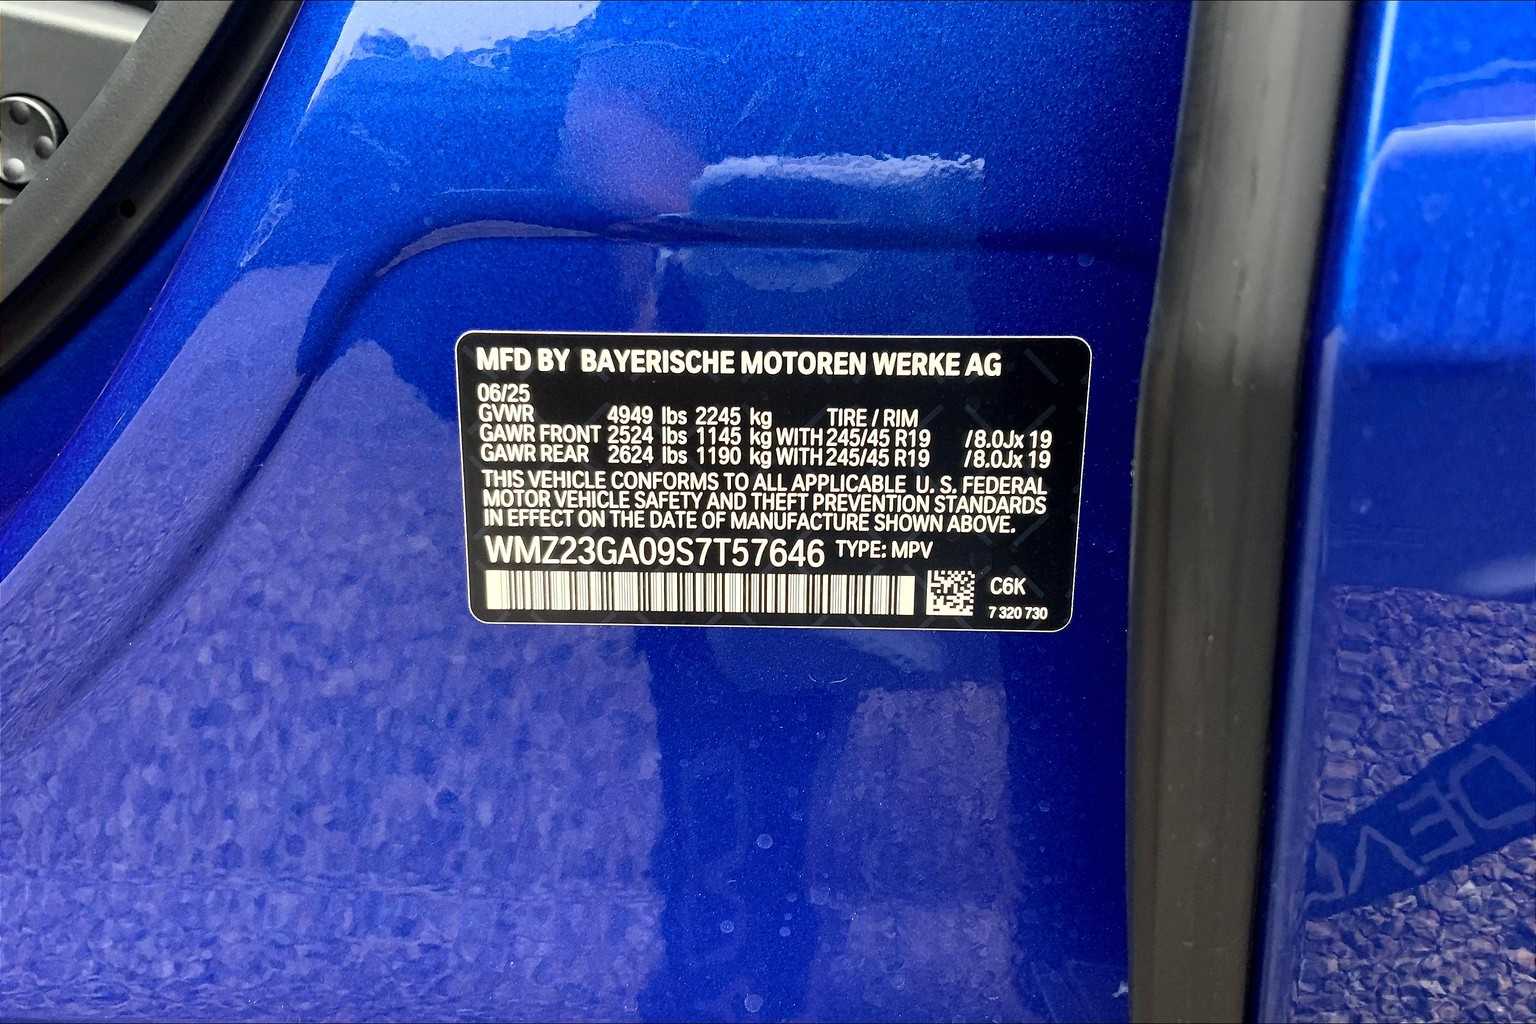 MFD BY BAYERISCHE MOTOREN WERKE AG
06/25
GVWR 4949 lbs 2245 kg TIRE / RIM
GAWR FRONT 2524 lbs 1145 kg WITH 245/45 R19 /8.0Jx 19
GAWR REAR 2624 lbs 1190 kg WITH 245/45 R19 /8.0Jx 19
THIS VEHICLE CONFORMS TO ALL APPLICABLE U. S. FEDERAL
MOTOR VEHICLE SAFETY AND THEFT PREVENTION STANDARDS
IN EFFECT ON THE DATE OF MANUFACTURE SHOWN ABOVE.
WMZ23GA09S7T57646 TYPE: MPV
C6K
7 320 730